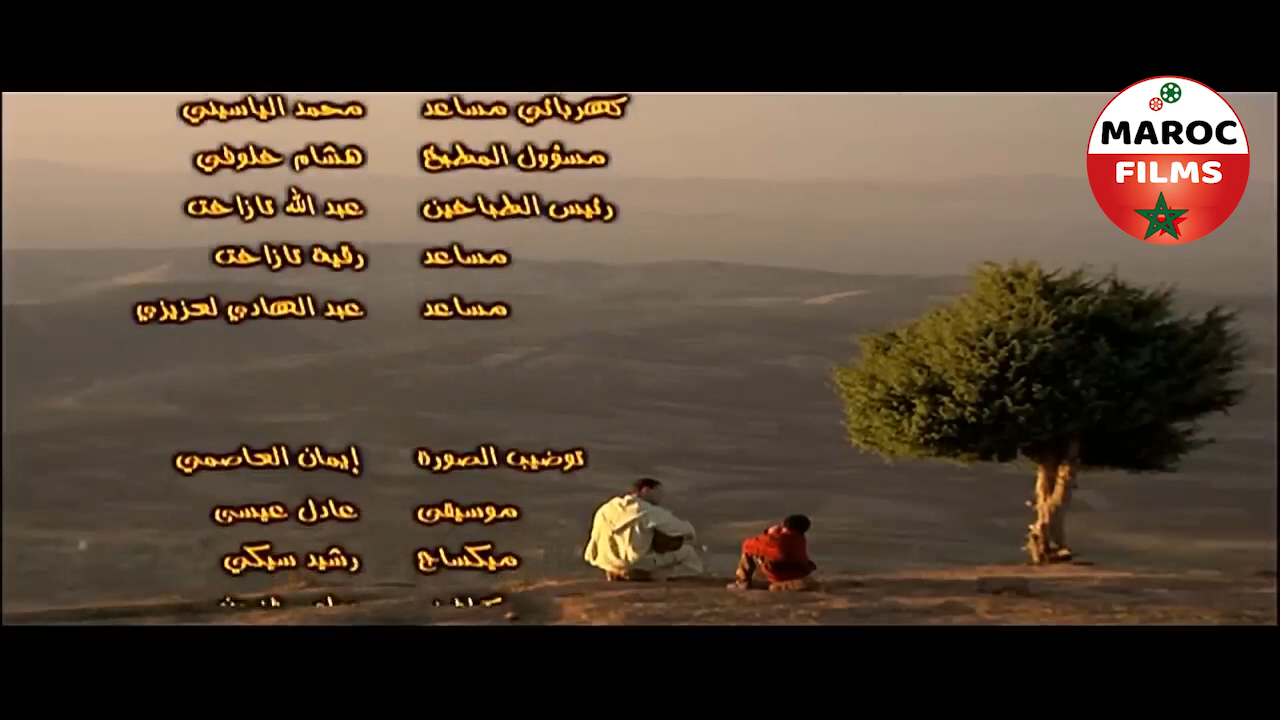 كهربائي مساعد محمد الياسيني
مسؤول المطبخ هشام حلوفي
رئيس الطباخين عبد الله تازاخت
مساعد رقية تازاخت
مساعد عبد الهادي لعزيزي
توضيب الصورة إيمان العاصمي
موسيقى عادل عيسى
ميكساج رشيد سيكي
MAROC
FILMS